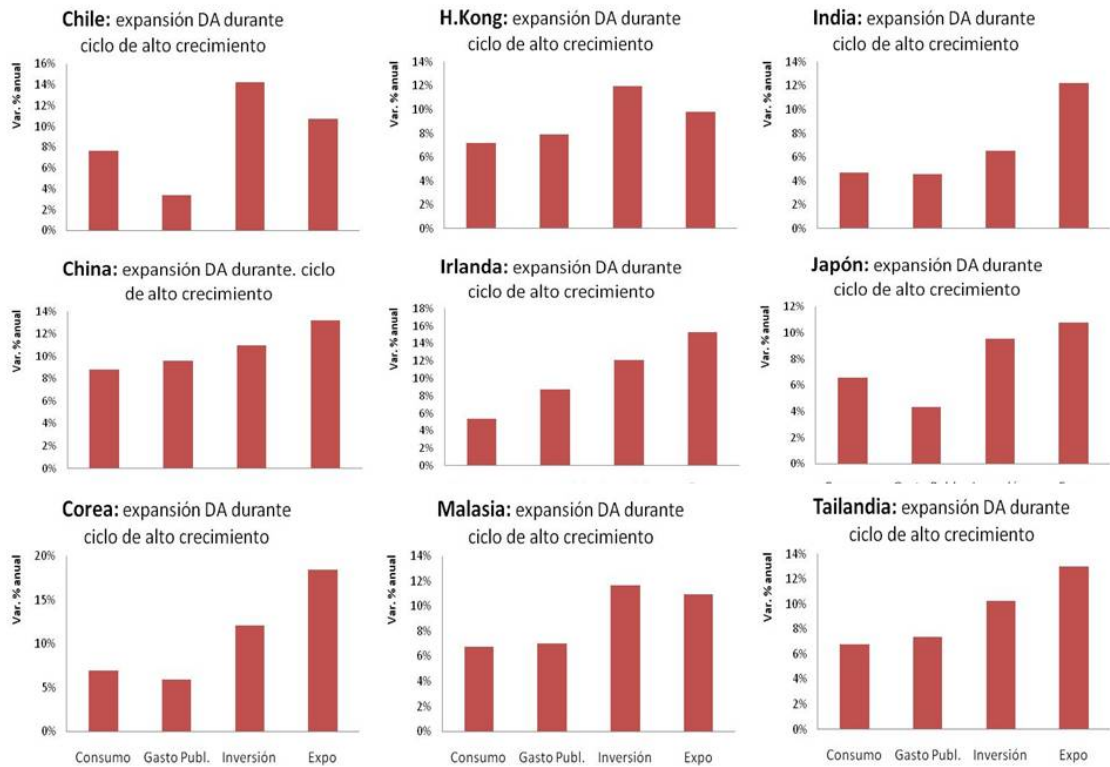 Chile: expansión DA durante
ciclo de alto crecimiento
Var. % anual
16%
14%
12%
10%
8%
6%
4%
2%
0%
H.Kong: expansión DA durante
ciclo de alto crecimiento
Var. % anual
14%
12%
10%
8%
6%
4%
2%
0%
India: expansión DA durante
ciclo de alto crecimiento
Var. % anual
14%
12%
10%
8%
6%
4%
2%
0%
China: expansión DA durante. ciclo
de alto crecimiento
Var. % anual
14%
12%
10%
8%
6%
4%
2%
0%
Irlanda: expansión DA durante
ciclo de alto crecimiento
Var. % anual
18%
16%
14%
12%
10%
8%
6%
4%
2%
0%
Japón: expansión DA durante
ciclo de alto crecimiento
Var. % anual
12%
10%
8%
6%
4%
2%
0%
Corea: expansión DA durante
ciclo de alto crecimiento
Var. % anual
20%
15%
10%
5%
0%
Consumo Gasto Publ. Inversión Expo
Malasia: expansión DA durante
ciclo de alto crecimiento
Var. % anual
14%
12%
10%
8%
6%
4%
2%
0%
Consumo Gasto Publ. Inversión Expo
Tailandia: expansión DA durante
ciclo de alto crecimiento
Var. % anual
14%
12%
10%
8%
6%
4%
2%
0%
Consumo Gasto Publ. Inversión Expo